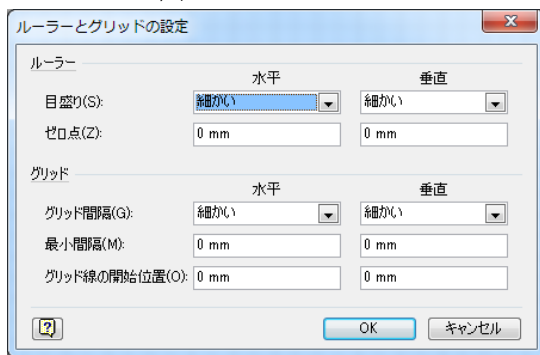 ルーラーとグリッドの設定
ルーラー
水平 垂直
目盛り(S): 細かい 細かい
ゼロ点(Z): 0 mm 0 mm
グリッド
水平 垂直
グリッド間隔(G): 細かい 細かい
最小間隔(M): 0 mm 0 mm
グリッド線の開始位置(O): 0 mm 0 mm
OK キャンセル